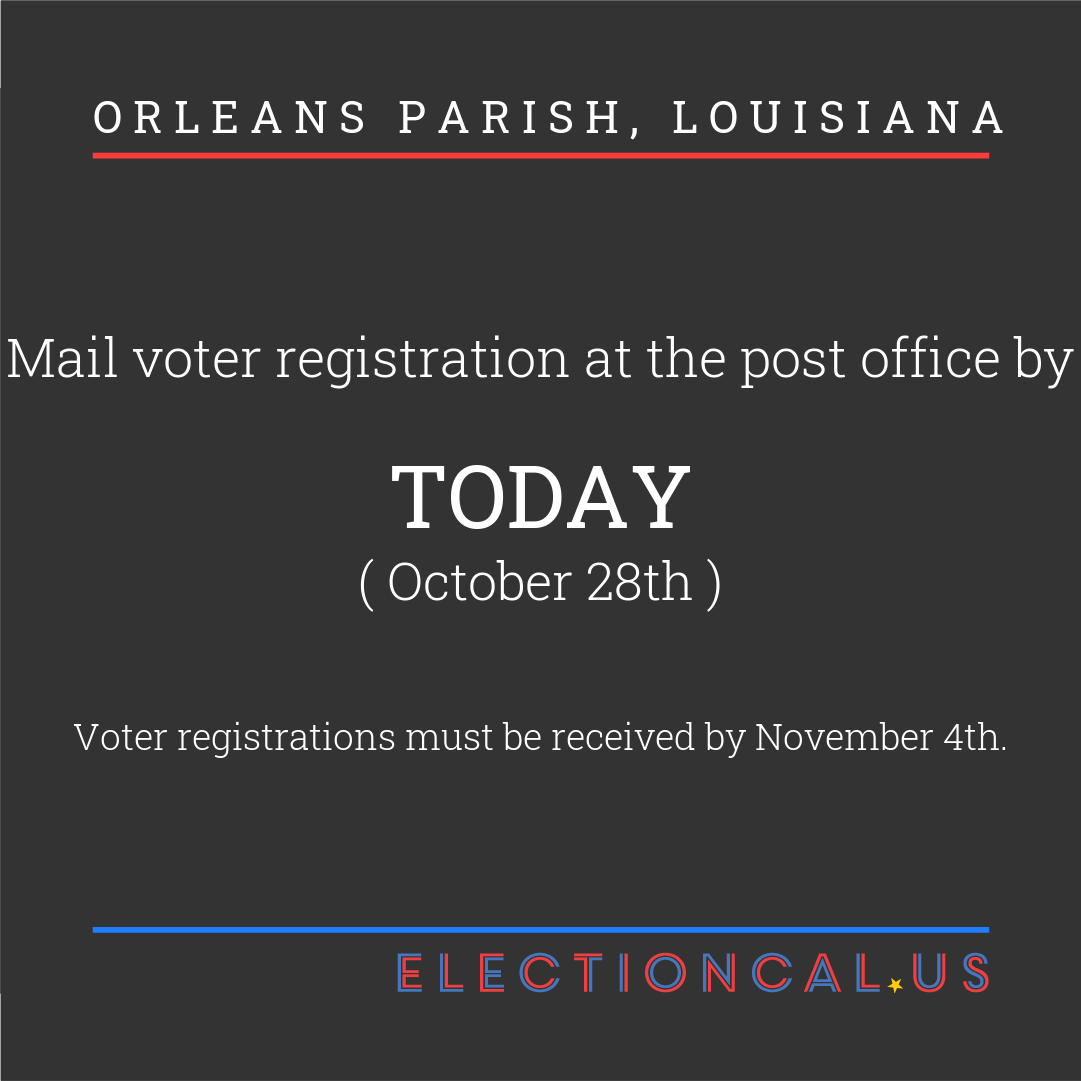 ORLEANS PARISH, LOUISIANA
Mail voter registration at the post office by
TODAY
( October 28th )
Voter registrations must be received by November 4th.
ELECTIONCAL.US